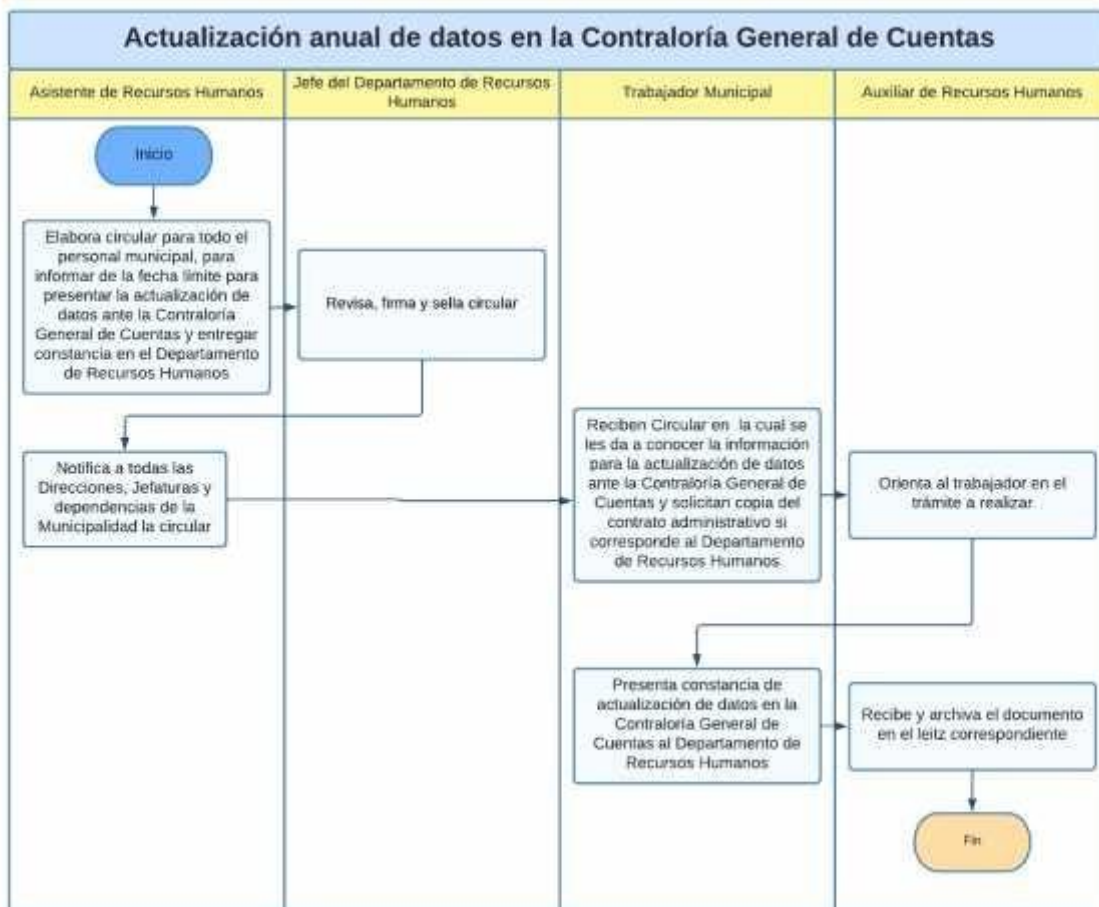 Actualización anual de datos en la Contraloría General de Cuentas
Asistente de Recursos Humanos
Jefe del Departamento de Recursos
Humanos
Trabajador Municipal
Auxiliar de Recursos Humanos
Inicio
Elabora circular para todo el
personal municipal, para
informar de la fecha límite para
presentar la actualización de
datos ante la Contraloría
General de Cuentas y entregar
constancia en el Departamento
de Recursos Humanos
Revisa, firma y sella circular
Notifica a todas las
Direcciones, Jefaturas y
dependencias de la
Municipalidad la circular
Reciben Circular en la cual se
les da a conocer la información
para la actualización de datos
ante la Contraloría General de
Cuentas y solicitan copia del
contrato administrativo si
corresponde al Departamento
de Recursos Humanos
Orienta al trabajador en el
trámite a realizar
Presenta constancia de
actualización de datos en la
Contraloría General de
Cuentas al Departamento de
Recursos Humanos
Recibe y archiva el documento
en el leitz correspondiente
Fin